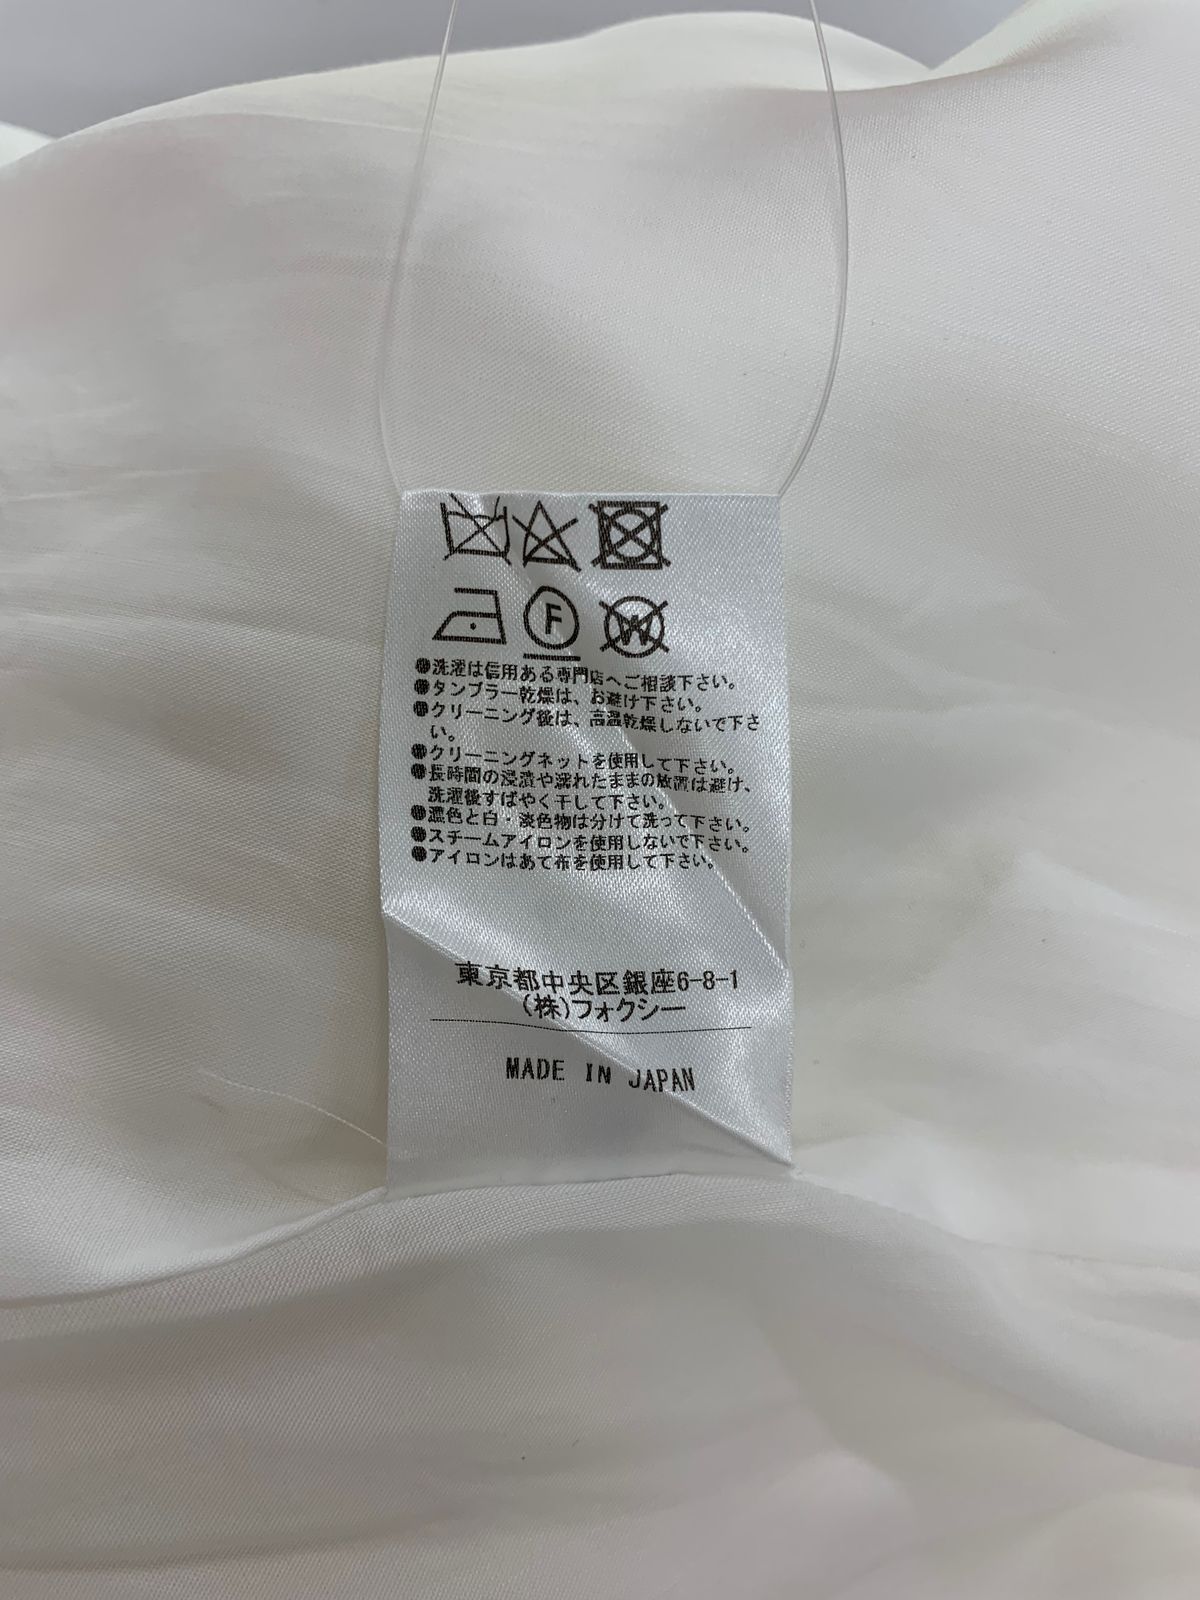 F W
●洗濯は信用ある専門店へご相談下さい。
●タンブラー乾燥は、お避け下さい。
●クリーニング後は、高温乾燥しないで下さ
い。
●クリーニングネットを使用して下さい。
●長時間の浸漬や濡れたままの放置は避け、
洗濯後すばやく干して下さい。
●濃色と白・淡色物は分けて洗って下さい。
●スチームアイロンを使用しないで下さい。
●アイロンはあて布を使用して下さい。
東京都中央区銀座6-8-1
(株)フォクシー
MADE IN JAPAN